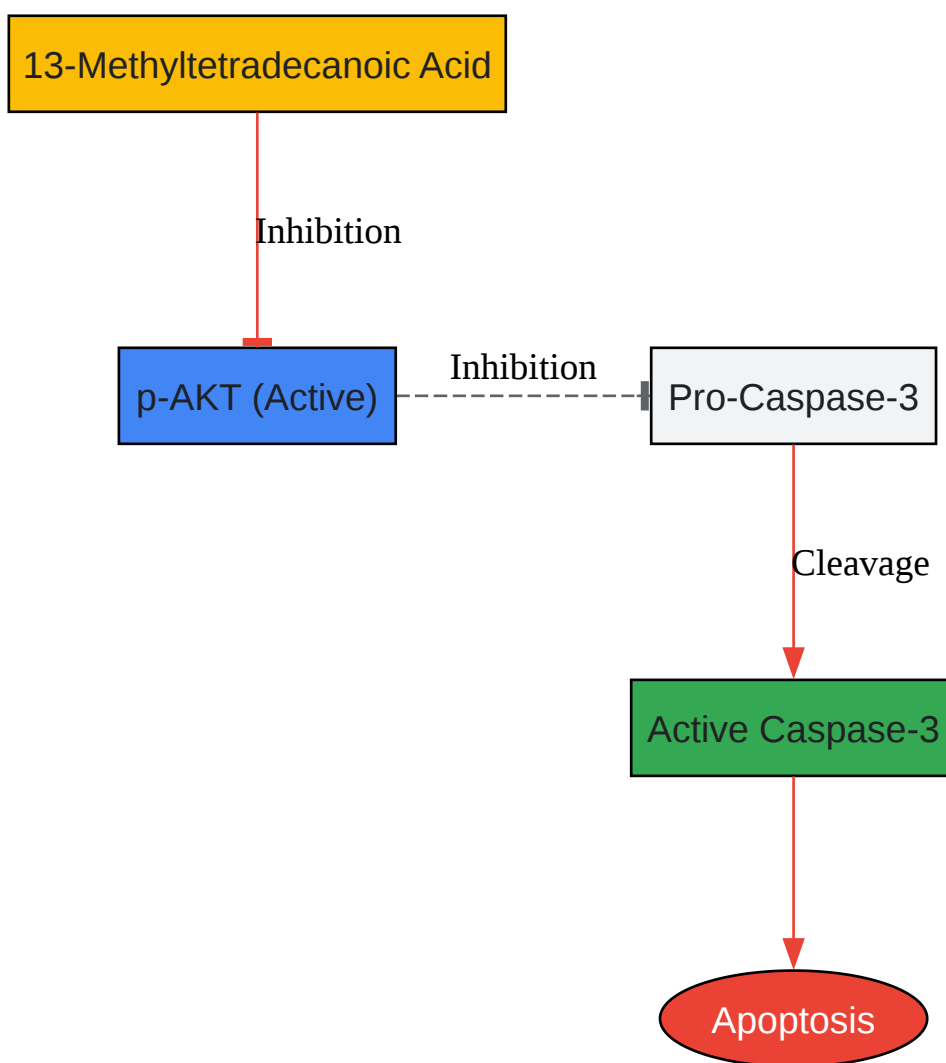 13-Methyltetradecanoic Acid
Inhibition
p-AKT (Active)
Inhibition
Pro-Caspase-3
Cleavage
Active Caspase-3
Apoptosis